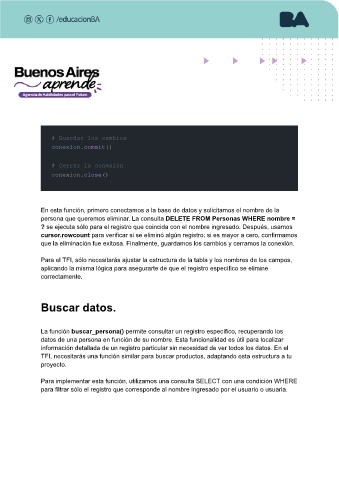 /educacionBA
BA
Buenos Aires
aprende
Agencia de Habilidades para el Futuro
# Guardar los cambios
conexion.commit()
# Cerrar la conexión
conexion.close()
En esta función, primero conectamos a la base de datos y solicitamos el nombre de la
persona que queremos eliminar. La consulta DELETE FROM Personas WHERE nombre =
? se ejecuta sólo para el registro que coincida con el nombre ingresado. Después, usamos
cursor.rowcount para verificar si se eliminó algún registro; si es mayor a cero, confirmamos
que la eliminación fue exitosa. Finalmente, guardamos los cambios y cerramos la conexión.
Para el TFI, sólo necesitarás ajustar la estructura de la tabla y los nombres de los campos,
aplicando la misma lógica para asegurarte de que el registro específico se elimine
correctamente.
Buscar datos.
La función buscar_persona() permite consultar un registro específico, recuperando los
datos de una persona en función de su nombre. Esta funcionalidad es útil para localizar
información detallada de un registro particular sin necesidad de ver todos los datos. En el
TFI, necesitarás una función similar para buscar productos, adaptando esta estructura a tu
proyecto.
Para implementar esta función, utilizamos una consulta SELECT con una condición WHERE
para filtrar sólo el registro que corresponde al nombre ingresado por el usuario o usuaria.